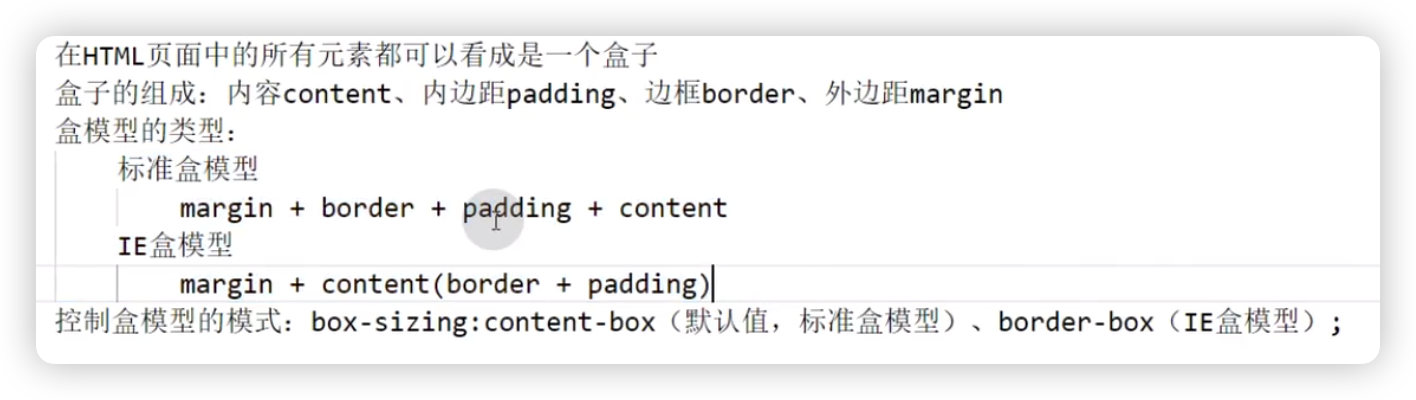 在HTML页面中的所有元素都可以看成是一个盒子
盒子的组成：内容content、内边距padding、边框border、外边距margin
盒模型的类型：
标准盒模型
margin + border + padding + content
IE盒模型
margin + content(border + padding)
控制盒模型的模式：box-sizing:content-box（默认值，标准盒模型）、border-box（IE盒模型）;